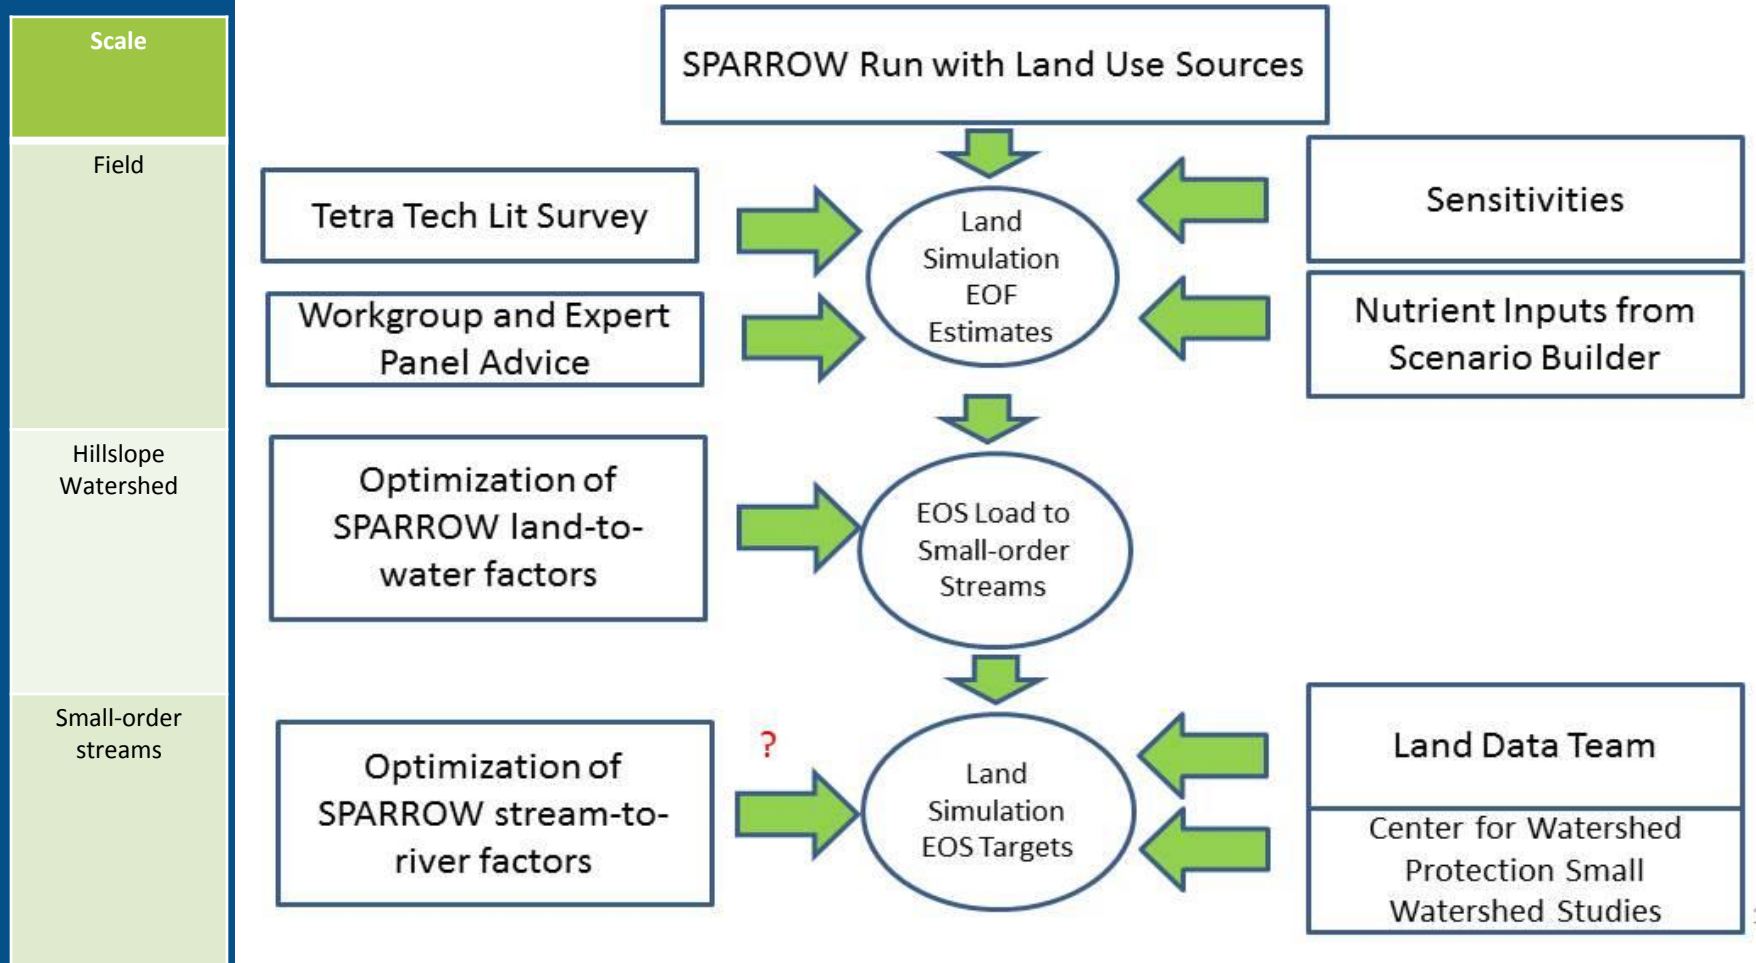 Scale
Field
Hillslope
Watershed
Small-order
streams
SPARROW Run with Land Use Sources
Tetra Tech Lit Survey
Workgroup and Expert
Panel Advice
Land
Simulation
EOF
Estimates
Sensitivities
Nutrient Inputs from
Scenario Builder
Optimization of
SPARROW land-to-
water factors
EOS Load to
Small-order
Streams
Optimization of
SPARROW stream-to-
river factors
?
Land
Simulation
EOS Targets
Land Data Team
Center for Watershed
Protection Small
Watershed Studies